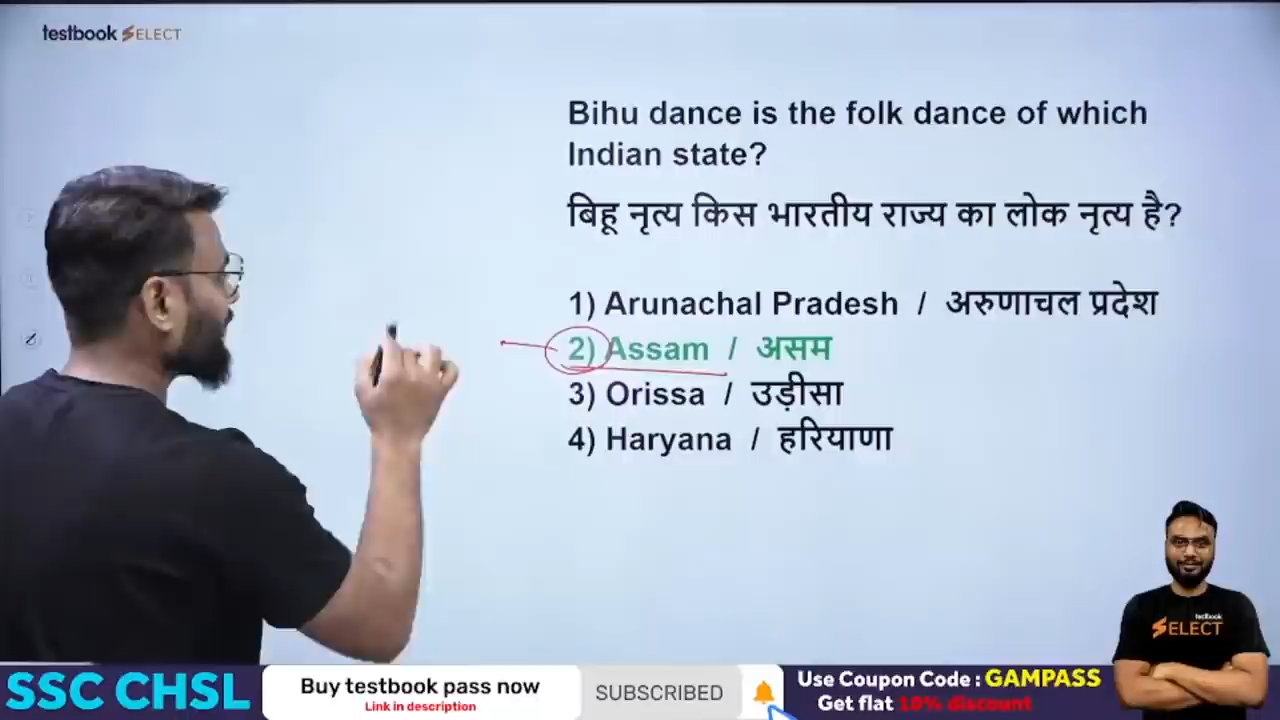 testbook SELECT
Bihu dance is the folk dance of which
Indian state?
बिहू नृत्य किस भारतीय राज्य का लोक नृत्य है?
1) Arunachal Pradesh / अरुणाचल प्रदेश
2) Assam / असम
3) Orissa / उड़ीसा
4) Haryana / हरियाणा
testbook
SELECT
SSC CHSL
Buy testbook pass now
Link in description
SUBSCRIBED
Use Coupon Code : GAMPASS
Get flat 10% discount